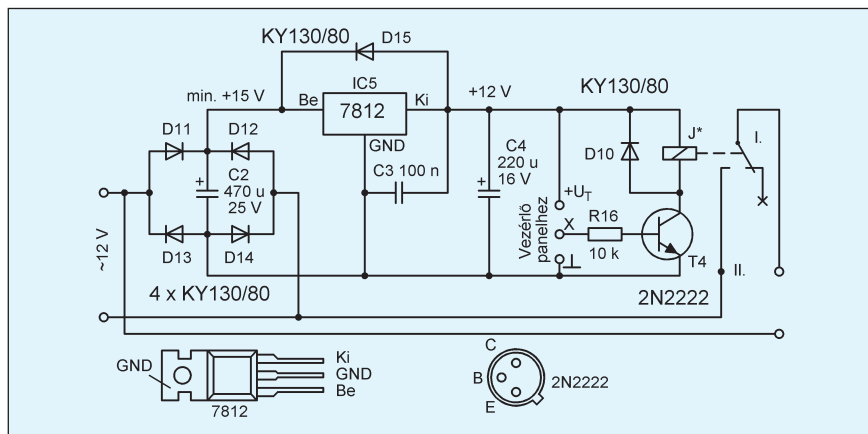 KY130/80
D15
IC5
min. +15 V
Be
7812
Ki
+12 V
KY130/80
GND
D11
D12
C3 100 n
C4
220 u
16 V
D10
J*
I.
C2
470 u
25 V
+
+
+UT
X
Vezérlő
panelhez
R16
10 k
T4
~12 V
D13
D14
4 x KY130/80
2N2222
II.
GND
Ki
GND
Be
7812
C
B
E
2N2222